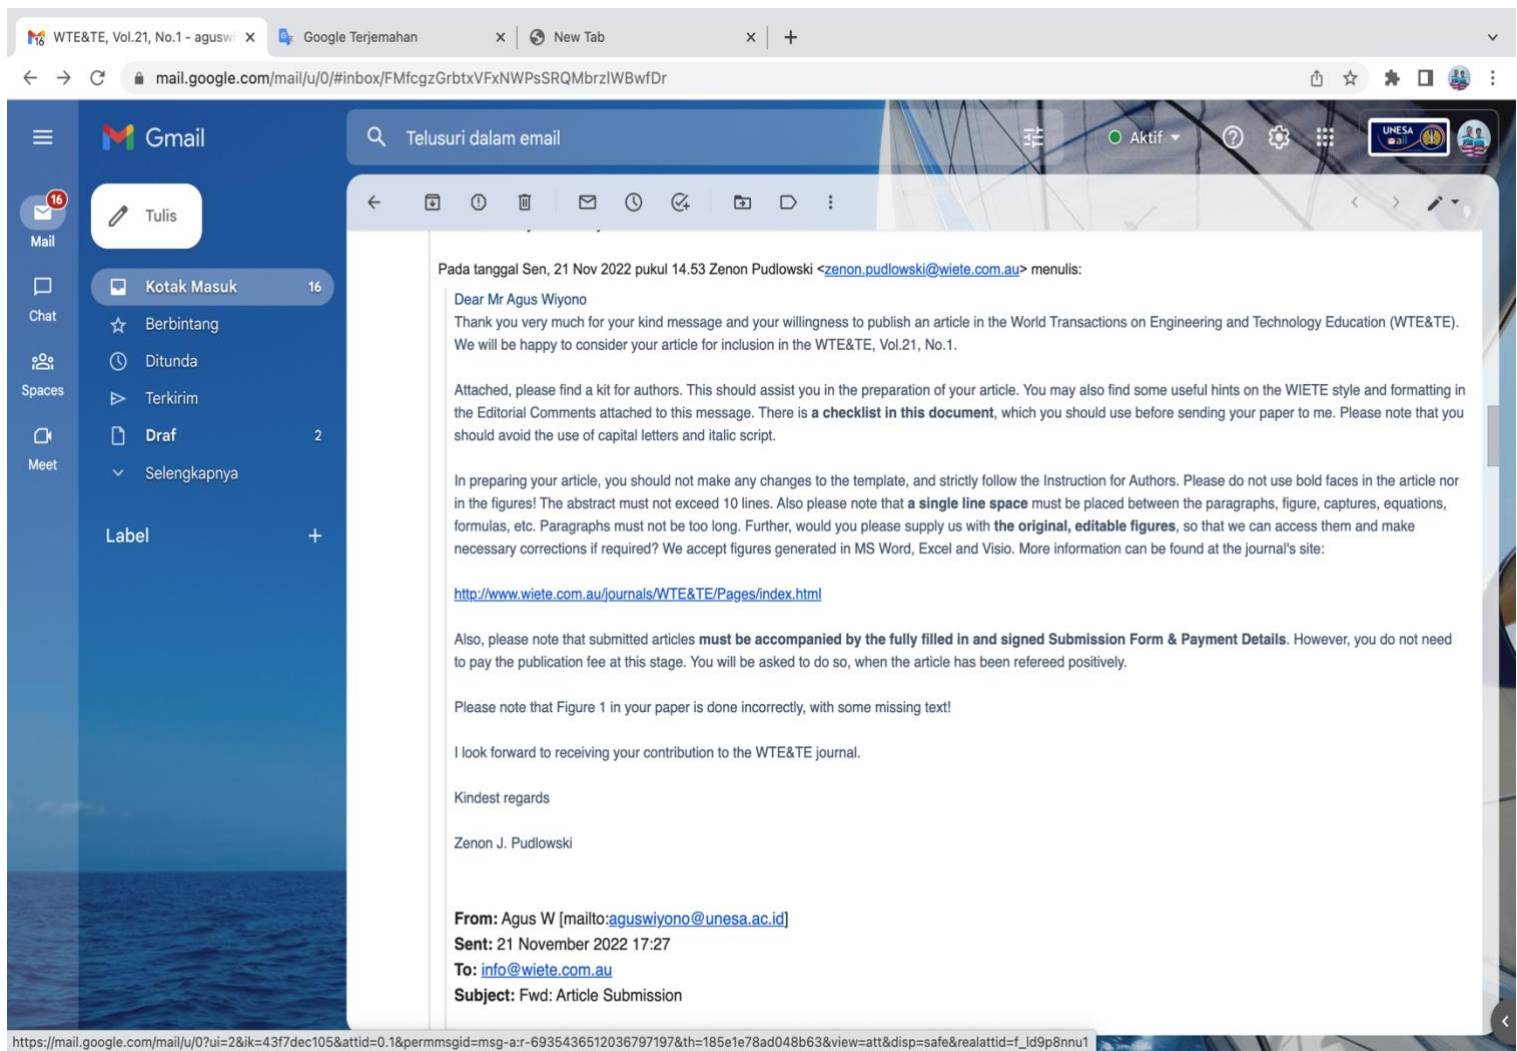 WTE&TE, Vol.21, No.1 - agusw
Google Terjemahan
New Tab
mail.google.com/mail/u/0/#inbox/FMfcgzGrbtxVFxNWPsSRQMbrzlWBwfDr
Gmail
Telusuri dalam email
Aktif
UNESA
mail
16
Mail
Chat
Spaces
Meet
Tulis
Kotak Masuk 16
Berbintang
Ditunda
Terkirim
Draf 2
Selengkapnya
Label
Pada tanggal Sen, 21 Nov 2022 pukul 14.53 Zenon Pudlowski <zenon.pudlowski@wiete.com.au> menulis:
Dear Mr Agus Wiyono
Thank you very much for your kind message and your willingness to publish an article in the World Transactions on Engineering and Technology Education (WTE&TE).
We will be happy to consider your article for inclusion in the WTE&TE, Vol.21, No.1.
Attached, please find a kit for authors. This should assist you in the preparation of your article. You may also find some useful hints on the WIETE style and formatting in
the Editorial Comments attached to this message. There is a checklist in this document, which you should use before sending your paper to me. Please note that you
should avoid the use of capital letters and italic script.
In preparing your article, you should not make any changes to the template, and strictly follow the Instruction for Authors. Please do not use bold faces in the article nor
in the figures! The abstract must not exceed 10 lines. Also please note that a single line space must be placed between the paragraphs, figure, captures, equations,
formulas, etc. Paragraphs must not be too long. Further, would you please supply us with the original, editable figures, so that we can access them and make
necessary corrections if required? We accept figures generated in MS Word, Excel and Visio. More information can be found at the journal's site:
http://www.wiete.com.au/journals/WTE&TE/Pages/index.html
Also, please note that submitted articles must be accompanied by the fully filled in and signed Submission Form & Payment Details. However, you do not need
to pay the publication fee at this stage. You will be asked to do so, when the article has been refereed positively.
Please note that Figure 1 in your paper is done incorrectly, with some missing text!
I look forward to receiving your contribution to the WTE&TE journal.
Kindest regards
Zenon J. Pudlowski
From: Agus W [mailto:aguswiyono@unesa.ac.id]
Sent: 21 November 2022 17:27
To: info@wiete.com.au
Subject: Fwd: Article Submission
https://mail.google.com/mail/u/0?ui=2&ik=43f7dec105&attid=0.1&permmsgid=msg-a:r-6935436512036797197&th=185e1e78ad048b63&view=att&disp=safe&realattid=f_ld9p8nnu1